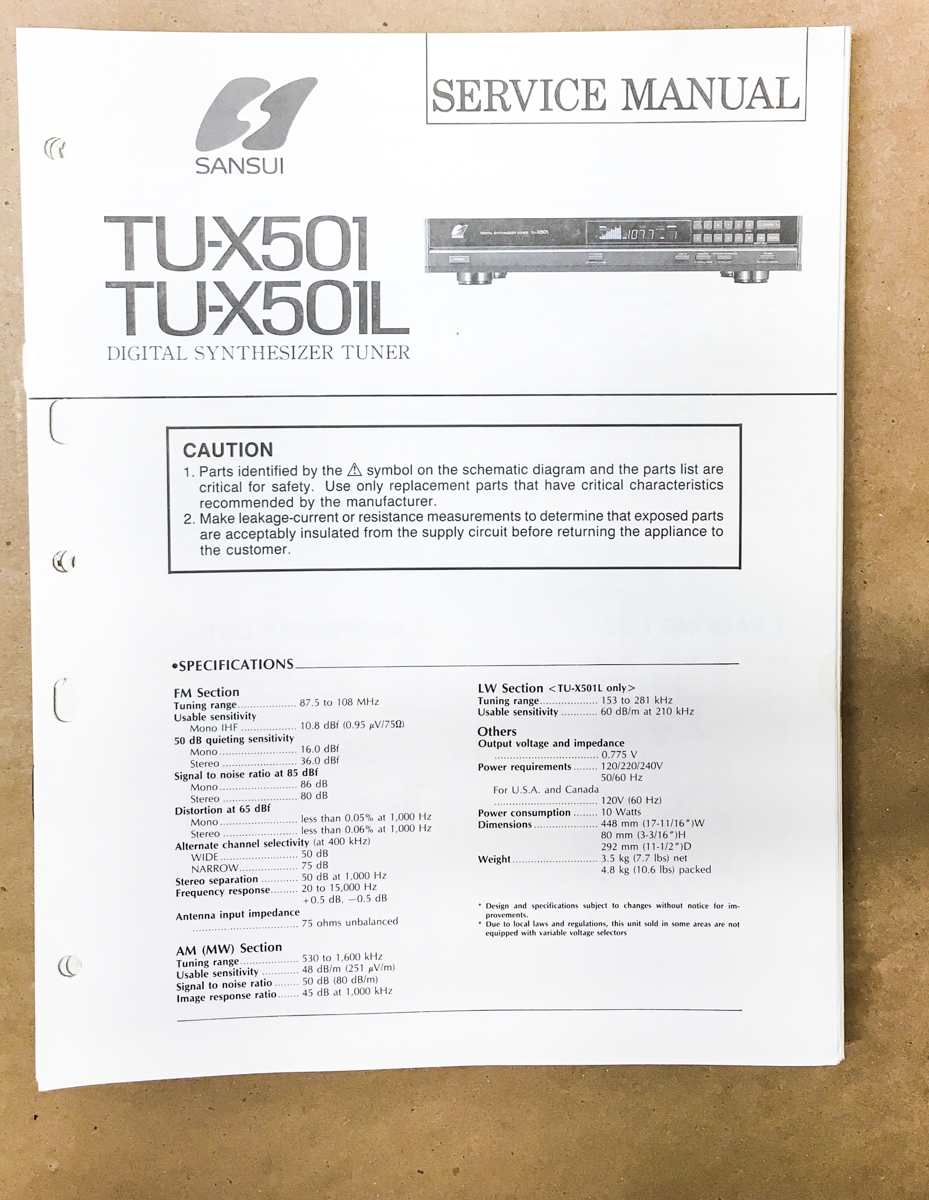 SERVICE MANUAL
SANSUI
TU-X501
TU-X501L
DIGITAL SYNTHESIZER TUNER
DIGITAL SYNTHESIZER TUNER TU-X501
107.7
CAUTION
1. Parts identified by the ⚠ symbol on the schematic diagram and the parts list are
critical for safety. Use only replacement parts that have critical characteristics
recommended by the manufacturer.
2. Make leakage-current or resistance measurements to determine that exposed parts
are acceptably insulated from the supply circuit before returning the appliance to
the customer.
•SPECIFICATIONS
FM Section
Tuning range.................. 87.5 to 108 MHz
Usable sensitivity
Mono IHF ................. 10.8 dBf (0.95 μV/75Ω)
50 dB quieting sensitivity
Mono........................ 16.0 dBf
Stereo ....................... 36.0 dBf
Signal to noise ratio at 85 dBf
Mono........................ 86 dB
Stereo ....................... 80 dB
Distortion at 65 dBf
Mono........................ less than 0.05% at 1,000 Hz
Stereo ....................... less than 0.06% at 1,000 Hz
Alternate channel selectivity (at 400 kHz)
WIDE........................ 50 dB
NARROW.................. 75 dB
Stereo separation ........... 50 dB at 1,000 Hz
Frequency response........ 20 to 15,000 Hz
+0.5 dB, −0.5 dB
Antenna input impedance
................................ 75 ohms unbalanced
AM (MW) Section
Tuning range.................. 530 to 1,600 kHz
Usable sensitivity ........... 48 dB/m (251 μV/m)
Signal to noise ratio ....... 50 dB (80 dB/m)
Image response ratio...... 45 dB at 1,000 kHz
LW Section <TU-X501L only>
Tuning range.................. 153 to 281 kHz
Usable sensitivity ........... 60 dB/m at 210 kHz
Others
Output voltage and impedance
................................ 0.775 V
Power requirements ....... 120/220/240V
50/60 Hz
For U.S.A. and Canada
................................ 120V (60 Hz)
Power consumption ....... 10 Watts
Dimensions.................... 448 mm (17-11/16″)W
80 mm (3-3/16″)H
292 mm (11-1/2″)D
Weight.......................... 3.5 kg (7.7 lbs) net
4.8 kg (10.6 lbs) packed
* Design and specifications subject to changes without notice for im-
provements.
* Due to local laws and regulations, this unit sold in some areas are not
equipped with variable voltage selectors